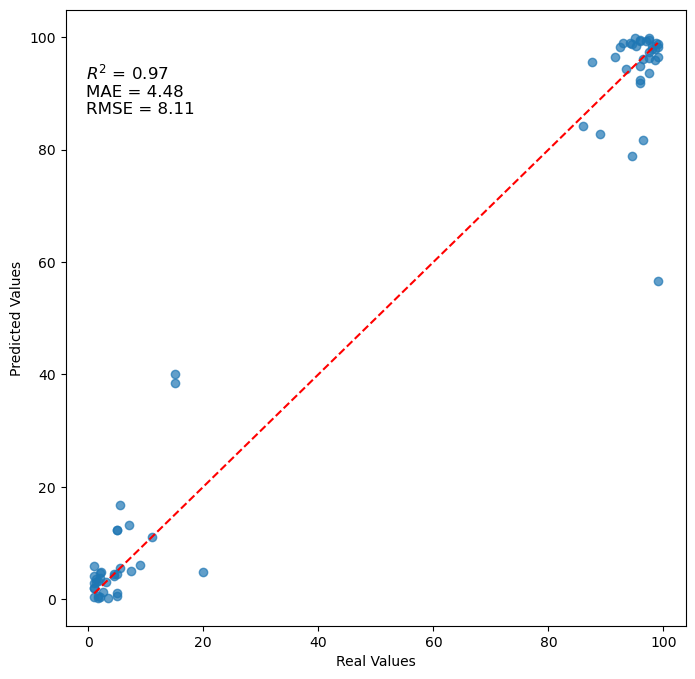 100
80
60
40
20
0
Predicted Values
R² = 0.97
MAE = 4.48
RMSE = 8.11
0 20 40 60 80 100
Real Values